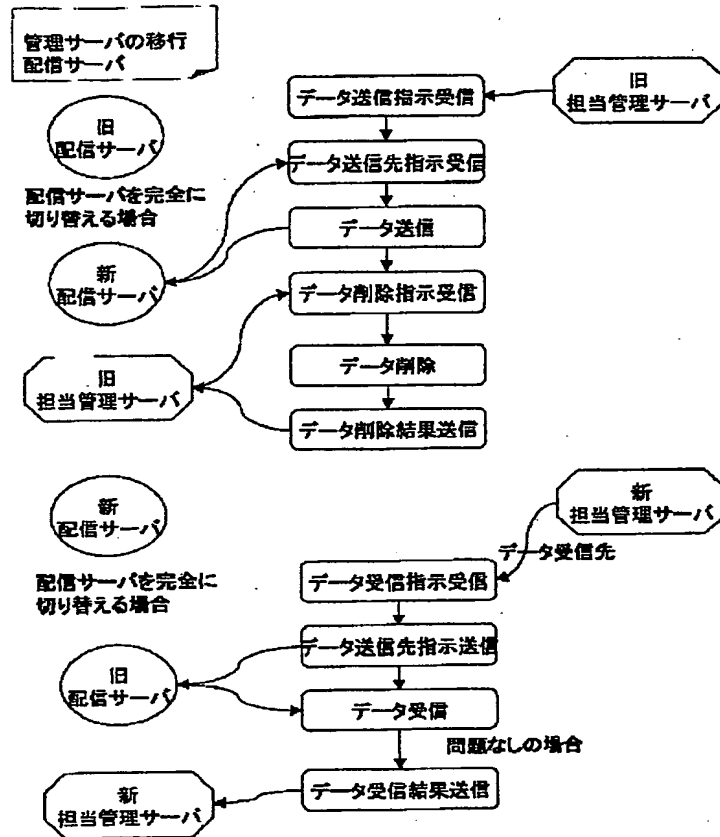 管理サーバの移行
配信サーバ
データ送信指示受信
旧
担当管理サーバ
旧
配信サーバ
データ送信先指示受信
配信サーバを完全に
切り替える場合
データ送信
新
配信サーバ
データ削除指示受信
旧
担当管理サーバ
データ削除
データ削除結果送信
新
配信サーバ
新
担当管理サーバ
データ受信先
配信サーバを完全に
切り替える場合
データ受信指示受信
データ送信先指示送信
旧
配信サーバ
データ受信
問題なしの場合
新
担当管理サーバ
データ受信結果送信